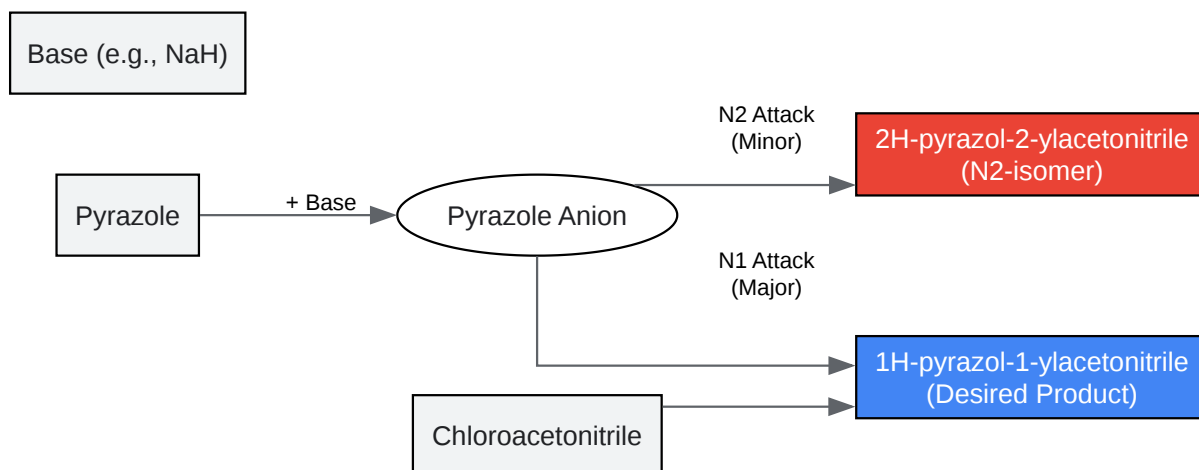 Base (e.g., NaH)
N2 Attack
(Minor)
2H-pyrazol-2-ylacetonitrile
(N2-isomer)
Pyrazole
+ Base
Pyrazole Anion
N1 Attack
(Major)
1H-pyrazol-1-ylacetonitrile
(Desired Product)
Chloroacetonitrile